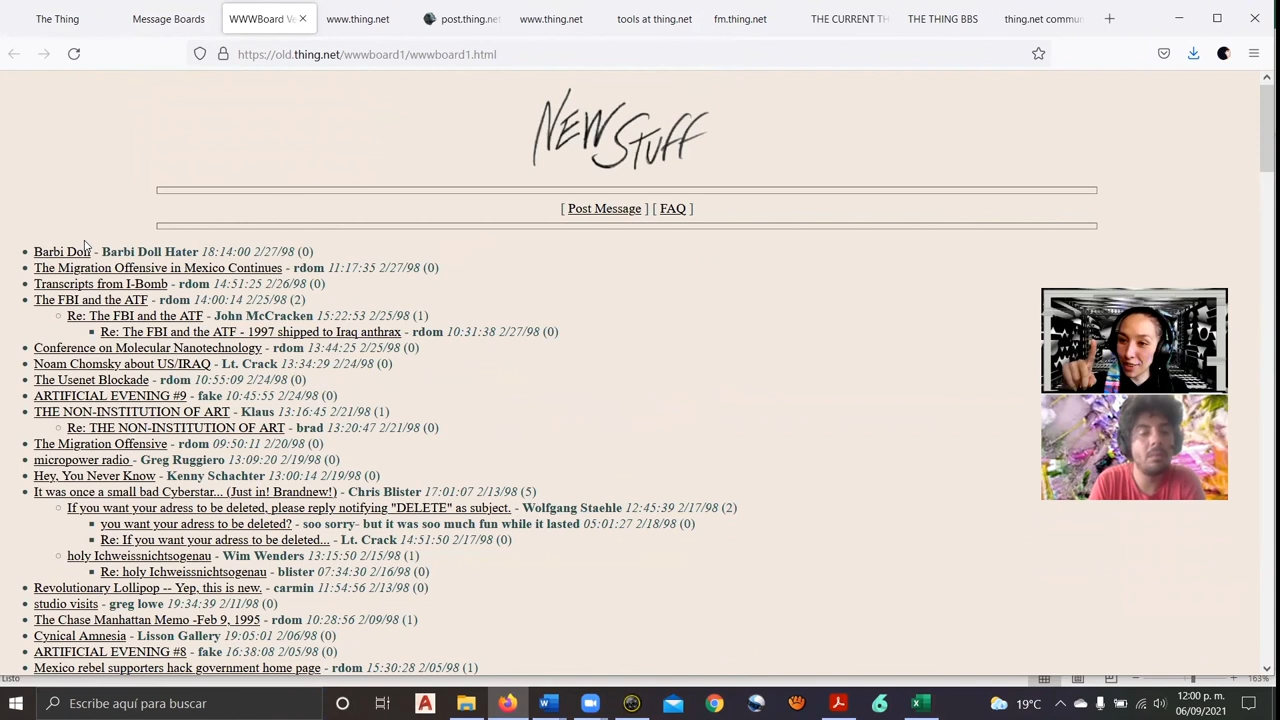 The Thing
Message Boards
WWWBoard Ve
www.thing.net
post.thing.net
www.thing.net
tools at thing.net
fm.thing.net
THE CURRENT TH
THE THING BBS
thing.net commu
https://old.thing.net/wwwboard1/wwwboard1.html
NEW STUFF
[ Post Message ] [ FAQ ]
Barbi Doll - Barbi Doll Hater 18:14:00 2/27/98 (0)
The Migration Offensive in Mexico Continues - rdom 11:17:35 2/27/98 (0)
Transcripts from I-Bomb - rdom 14:51:25 2/26/98 (0)
The FBI and the ATF - rdom 14:00:14 2/25/98 (2)
Re: The FBI and the ATF - John McCracken 15:22:53 2/25/98 (1)
Re: The FBI and the ATF - 1997 shipped to Iraq anthrax - rdom 10:31:38 2/27/98 (0)
Conference on Molecular Nanotechnology - rdom 13:44:25 2/25/98 (0)
Noam Chomsky about US/IRAQ - Lt. Crack 13:34:29 2/24/98 (0)
The Usenet Blockade - rdom 10:55:09 2/24/98 (0)
ARTIFICIAL EVENING #9 - fake 10:45:55 2/24/98 (0)
THE NON-INSTITUTION OF ART - Klaus 13:16:45 2/21/98 (1)
Re: THE NON-INSTITUTION OF ART - brad 13:20:47 2/21/98 (0)
The Migration Offensive - rdom 09:50:11 2/20/98 (0)
micropower radio - Greg Ruggiero 13:09:20 2/19/98 (0)
Hey, You Never Know - Kenny Schachter 13:00:14 2/19/98 (0)
It was once a small bad Cyberstar... (Just in! Brandnew!) - Chris Blister 17:01:07 2/13/98 (5)
If you want your adress to be deleted, please reply notifying "DELETE" as subject. - Wolfgang Staehle 12:45:39 2/17/98 (2)
you want your adress to be deleted? - soo sorry- but it was soo much fun while it lasted 05:01:27 2/18/98 (0)
Re: If you want your adress to be deleted... - Lt. Crack 14:51:50 2/17/98 (0)
holy Ichweissnichtsogenau - Wim Wenders 13:15:50 2/15/98 (1)
Re: holy Ichweissnichtsogenau - blister 07:34:30 2/16/98 (0)
Revolutionary Lollipop -- Yep, this is new. - carmin 11:54:56 2/13/98 (0)
studio visits - greg lowe 19:34:39 2/11/98 (0)
The Chase Manhattan Memo -Feb 9, 1995 - rdom 10:28:56 2/09/98 (1)
Cynical Amnesia - Lisson Gallery 19:05:01 2/06/98 (0)
ARTIFICIAL EVENING #8 - fake 16:38:08 2/05/98 (0)
Mexico rebel supporters hack government home page - rdom 15:30:28 2/05/98 (1)
Listo
163%
Escribe aquí para buscar
19°C
12:00 p. m.
06/09/2021